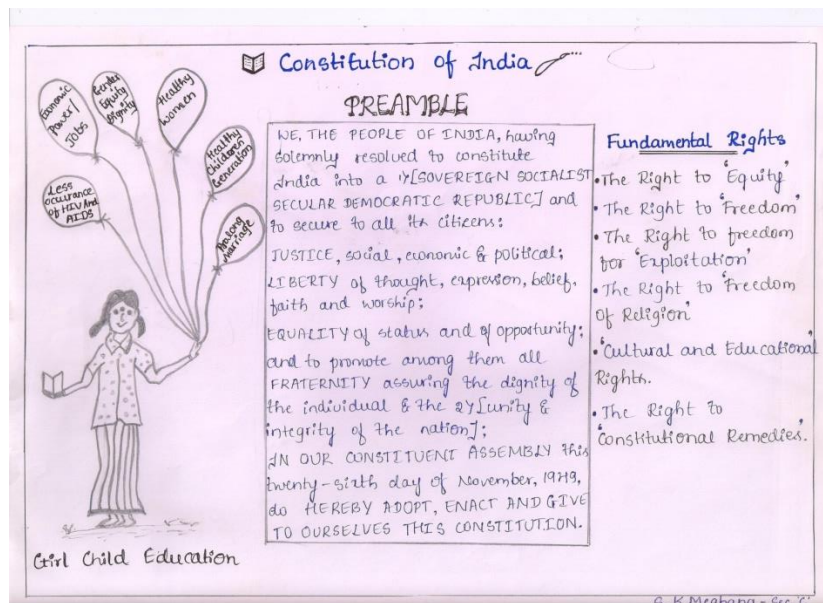 Constitution of India
PREAMBLE
Economic
Power/
Jobs
Gender
Equity
Dignity
Healthy
Women
Healthy
Children
Generation
Less
occurance
of HIV And
AIDS
Marriage
WE, THE PEOPLE OF INDIA, having
solemnly resolved to constitute
India into a 1[SOVEREIGN SOCIALIST
SECULAR DEMOCRATIC REPUBLIC] and
to secure to all its citizens:
JUSTICE, social, economic & political;
LIBERTY of thought, expression, belief,
faith and worship;
EQUALITY of status and of opportunity;
and to promote among them all
FRATERNITY assuring the dignity of
the individual & the 2[unity &
integrity of the nation];
IN OUR CONSTITUENT ASSEMBLY this
twenty-sixth day of November, 1949,
do HEREBY ADOPT, ENACT AND GIVE
TO OURSELVES THIS CONSTITUTION.
Fundamental Rights
• The Right to 'Equity'
• The Right to 'Freedom'
• The Right to freedom
for 'Exploitation'
• The Right to 'Freedom
of Religion'
• 'Cultural and Educational'
Rights.
• The Right to
'Constitutional Remedies'.
Girl Child Education